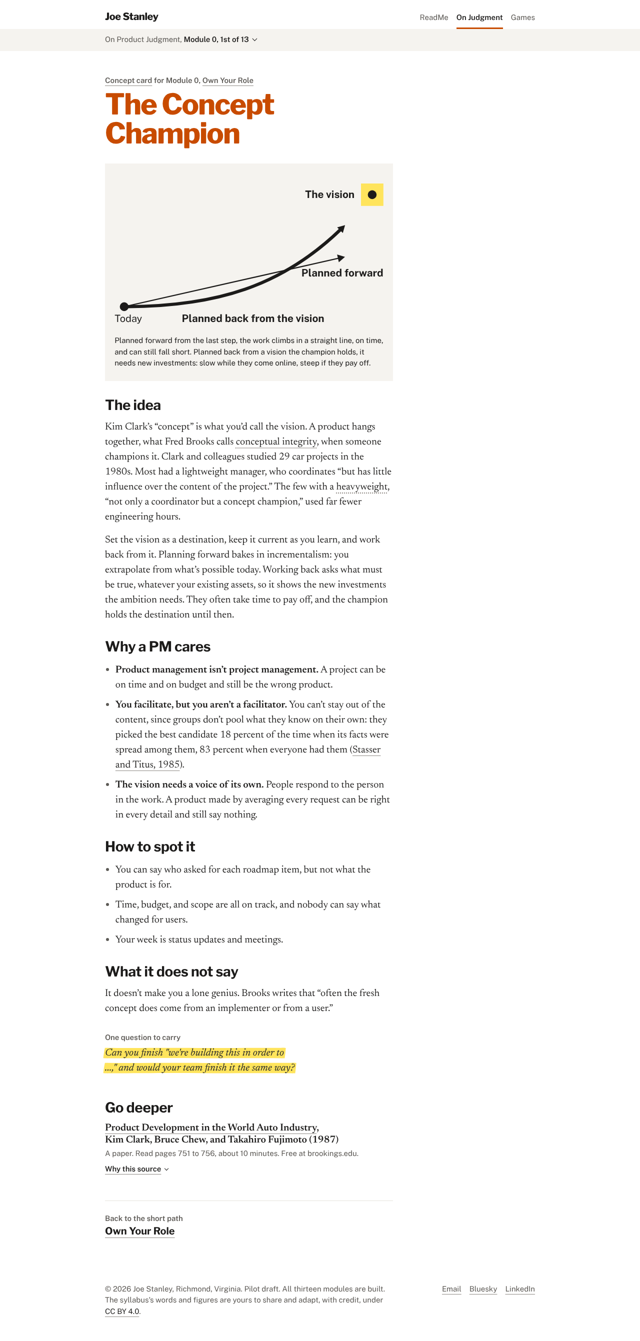 Joe Stanley
ReadMe On Judgment Games
On Product Judgment, Module 0, 1st of 13
Concept card for Module 0, Own Your Role
The Concept
Champion
The vision
Planned forward
Today
Planned back from the vision
Planned forward from the last step, the work climbs in a straight line, on time,
and can still fall short. Planned back from a vision the champion holds, it
needs new investments: slow while they come online, steep if they pay off.
The idea
Kim Clark's “concept” is what you'd call the vision. A product hangs
together, what Fred Brooks calls conceptual integrity, when someone
champions it. Clark and colleagues studied 29 car projects in the
1980s. Most had a lightweight manager, who coordinates “but has little
influence over the content of the project.” The few with a heavyweight,
“not only a coordinator but a concept champion,” used far fewer
engineering hours.
Set the vision as a destination, keep it current as you learn, and work
back from it. Planning forward bakes in incrementalism: you
extrapolate from what's possible today. Working back asks what must
be true, whatever your existing assets, so it shows the new investments
the ambition needs. They often take time to pay off, and the champion
holds the destination until then.
Why a PM cares
• Product management isn't project management. A project can be
on time and on budget and still be the wrong product.
• You facilitate, but you aren't a facilitator. You can't stay out of the
content, since groups don't pool what they know on their own: they
picked the best candidate 18 percent of the time when its facts were
spread among them, 83 percent when everyone had them (Stasser
and Titus, 1985).
• The vision needs a voice of its own. People respond to the person
in the work. A product made by averaging every request can be right
in every detail and still say nothing.
How to spot it
• You can say who asked for each roadmap item, but not what the
product is for.
• Time, budget, and scope are all on track, and nobody can say what
changed for users.
• Your week is status updates and meetings.
What it does not say
It doesn't make you a lone genius. Brooks writes that “often the fresh
concept does come from an implementer or from a user.”
One question to carry
Can you finish "we're building this in order to
...," and would your team finish it the same way?
Go deeper
Product Development in the World Auto Industry,
Kim Clark, Bruce Chew, and Takahiro Fujimoto (1987)
A paper. Read pages 751 to 756, about 10 minutes. Free at brookings.edu.
Why this source
Back to the short path
Own Your Role
© 2026 Joe Stanley, Richmond, Virginia. Pilot draft. All thirteen modules are built.
The syllabus's words and figures are yours to share and adapt, with credit, under
CC BY 4.0.
Email Bluesky LinkedIn